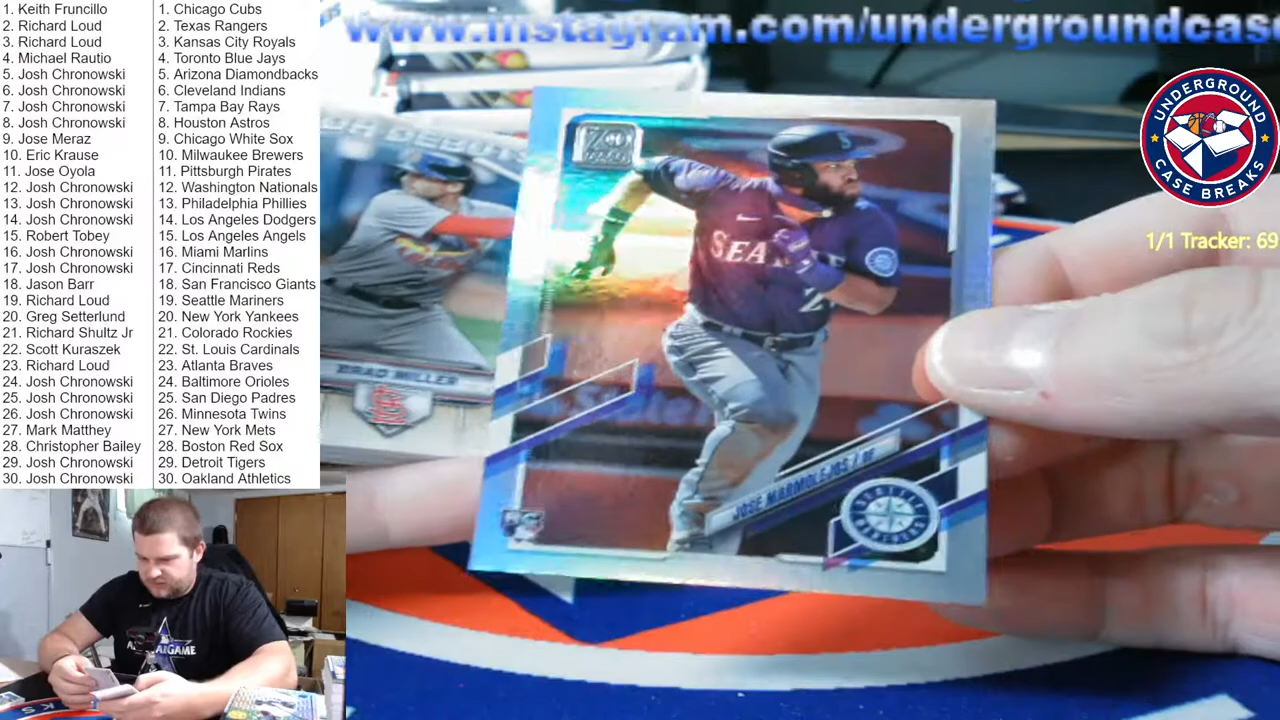 www.instagram.com/undergroundcase
1. Keith Fruncillo
2. Richard Loud
3. Richard Loud
4. Michael Rautio
5. Josh Chronowski
6. Josh Chronowski
7. Josh Chronowski
8. Josh Chronowski
9. Jose Meraz
10. Eric Krause
11. Jose Oyola
12. Josh Chronowski
13. Josh Chronowski
14. Josh Chronowski
15. Robert Tobey
16. Josh Chronowski
17. Josh Chronowski
18. Jason Barr
19. Richard Loud
20. Greg Setterlund
21. Richard Shultz Jr
22. Scott Kuraszek
23. Richard Loud
24. Josh Chronowski
25. Josh Chronowski
26. Josh Chronowski
27. Mark Matthey
28. Christopher Bailey
29. Josh Chronowski
30. Josh Chronowski
1. Chicago Cubs
2. Texas Rangers
3. Kansas City Royals
4. Toronto Blue Jays
5. Arizona Diamondbacks
6. Cleveland Indians
7. Tampa Bay Rays
8. Houston Astros
9. Chicago White Sox
10. Milwaukee Brewers
11. Pittsburgh Pirates
12. Washington Nationals
13. Philadelphia Phillies
14. Los Angeles Dodgers
15. Los Angeles Angels
16. Miami Marlins
17. Cincinnati Reds
18. San Francisco Giants
19. Seattle Mariners
20. New York Yankees
21. Colorado Rockies
22. St. Louis Cardinals
23. Atlanta Braves
24. Baltimore Orioles
25. San Diego Padres
26. Minnesota Twins
27. New York Mets
28. Boston Red Sox
29. Detroit Tigers
30. Oakland Athletics
UNDERGROUND
CASE BREAKS
1/1 Tracker: 69
70
SEA
BRAD MILLER
JOSE MARMOLEJOS / OF
SEATTLE
MARINERS